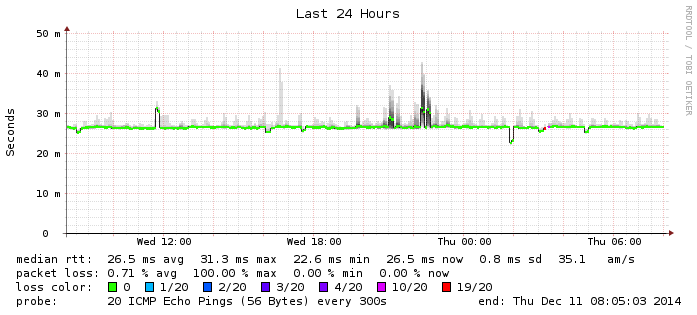 Last 24 Hours
RRDTOOL / TOBI OETIKER
Seconds
50 m
40 m
30 m
20 m
10 m
0
Wed 12:00 Wed 18:00 Thu 00:00 Thu 06:00
median rtt: 26.5 ms avg 31.3 ms max 22.6 ms min 26.5 ms now 0.8 ms sd 35.1 am/s
packet loss: 0.71 % avg 100.00 % max 0.00 % min 0.00 % now
loss color: 0 1/20 2/20 3/20 4/20 10/20 19/20
probe: 20 ICMP Echo Pings (56 Bytes) every 300s end: Thu Dec 11 08:05:03 2014